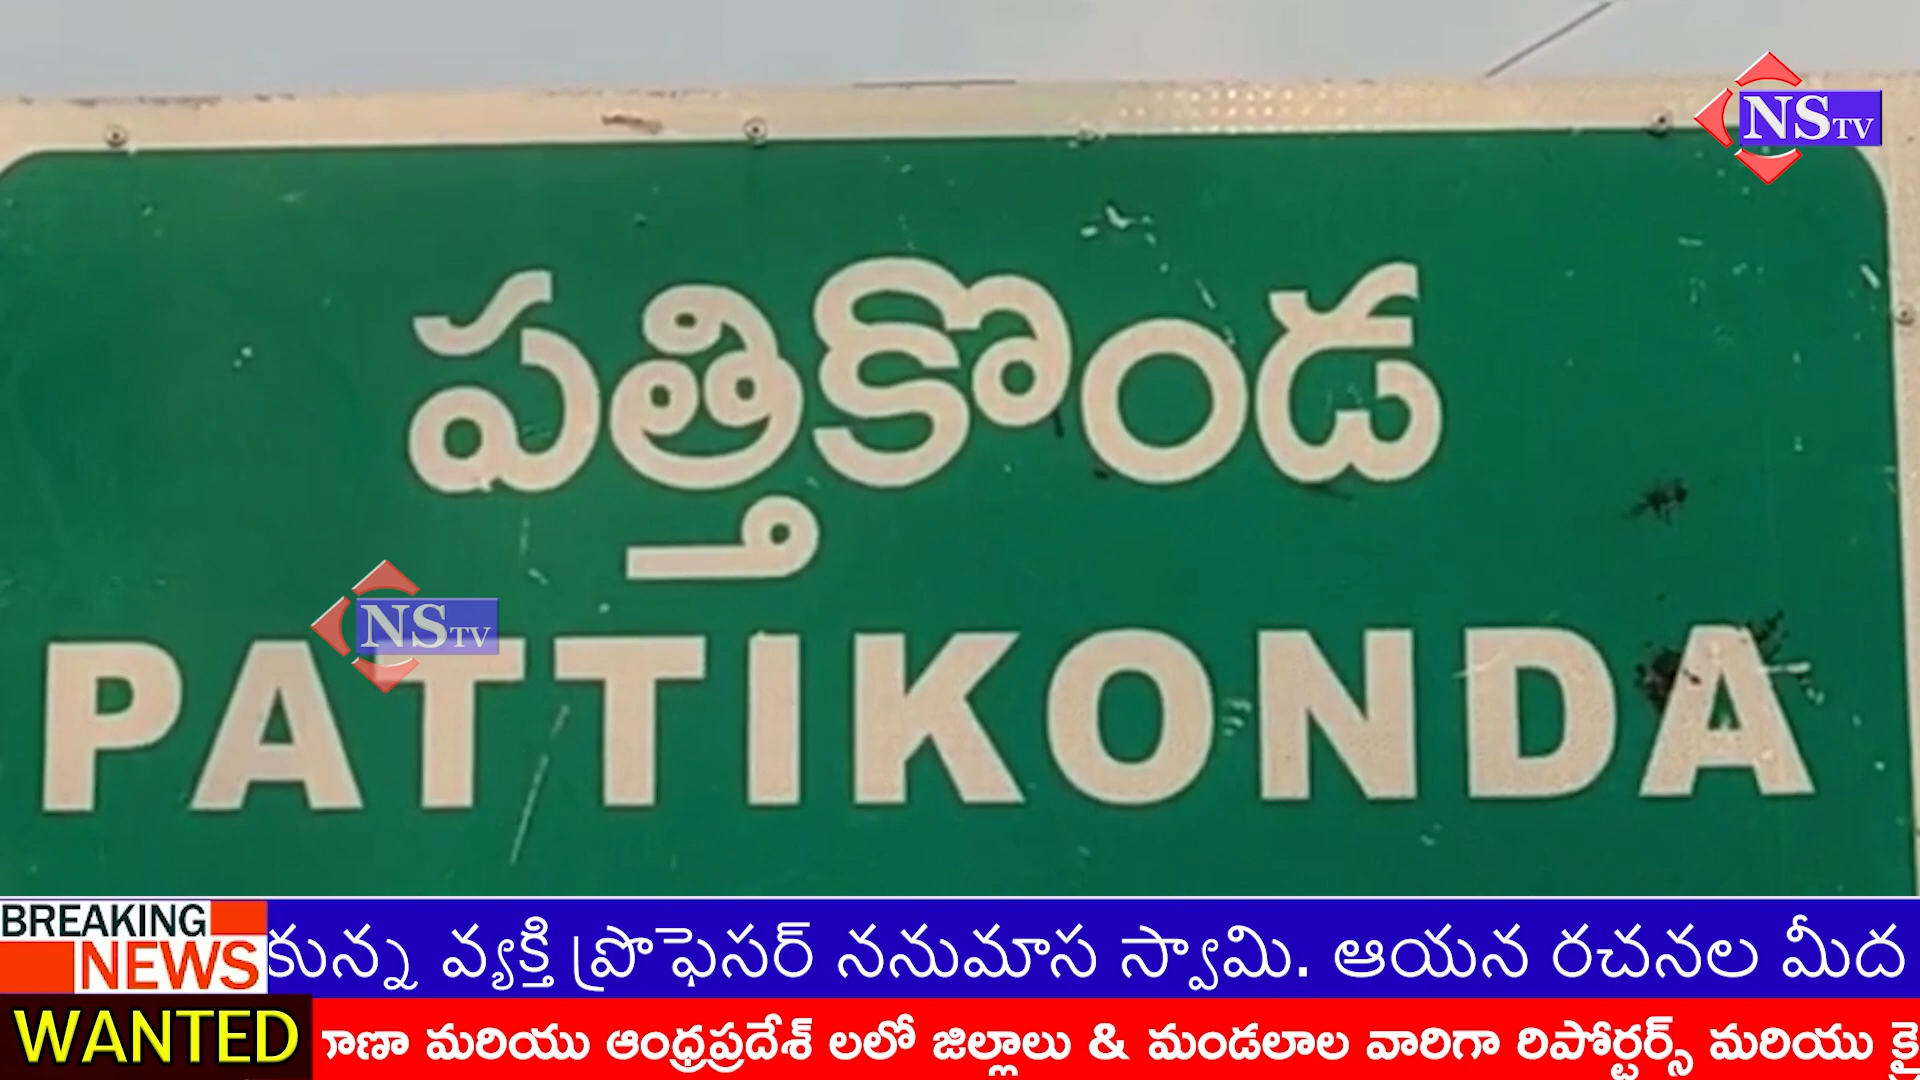 NSTV
పత్తికొండ
NSTV
PATTIKONDA
BREAKING
NEWS
కున్న వ్యక్తి ప్రొఫెసర్ ననుమాస స్వామి. ఆయన రచనల మీద
WANTED
గాణా మరియు ఆంధ్రప్రదేశ్ లలో జిల్లాలు & మండలాల వారిగా రిపోర్టర్స్ మరియు